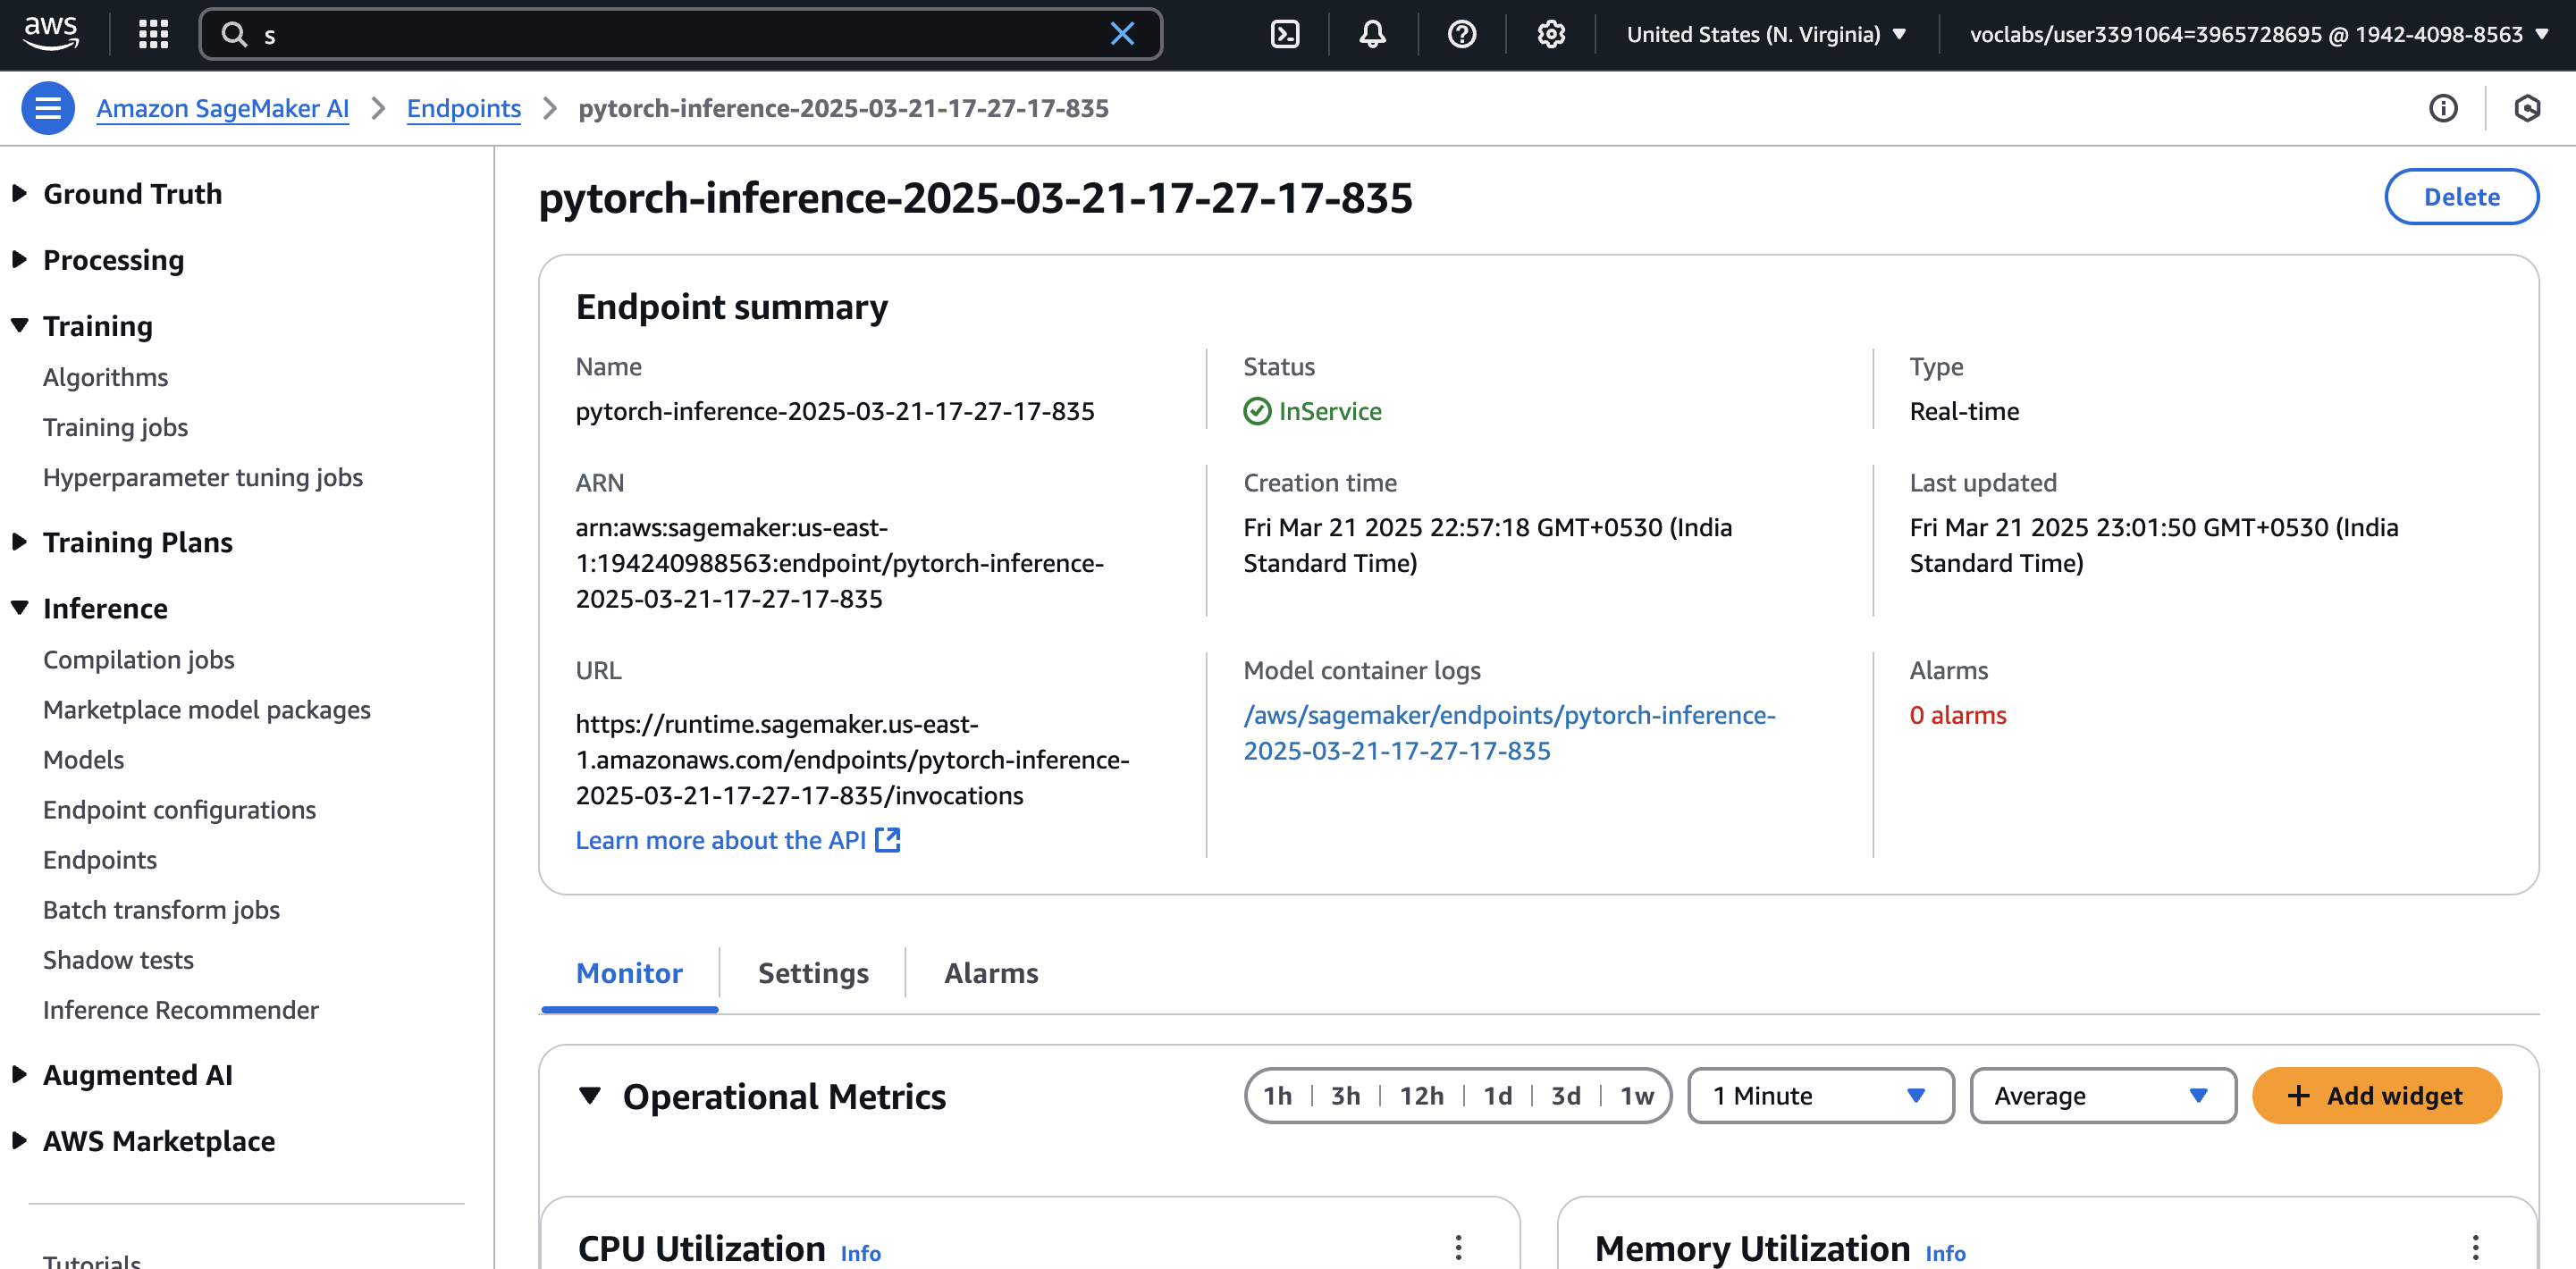 aws
s
United States (N. Virginia)
voclabs/user3391064=3965728695 @ 1942-4098-8563
Amazon SageMaker AI
Endpoints
pytorch-inference-2025-03-21-17-27-17-835
Ground Truth
Processing
Training
Algorithms
Training jobs
Hyperparameter tuning jobs
Training Plans
Inference
Compilation jobs
Marketplace model packages
Models
Endpoint configurations
Endpoints
Batch transform jobs
Shadow tests
Inference Recommender
Augmented AI
AWS Marketplace
Tutorials
pytorch-inference-2025-03-21-17-27-17-835
Delete
Endpoint summary
Name
pytorch-inference-2025-03-21-17-27-17-835
Status
InService
Type
Real-time
ARN
arn:aws:sagemaker:us-east-
1:194240988563:endpoint/pytorch-inference-
2025-03-21-17-27-17-835
Creation time
Fri Mar 21 2025 22:57:18 GMT+0530 (India
Standard Time)
Last updated
Fri Mar 21 2025 23:01:50 GMT+0530 (India
Standard Time)
URL
https://runtime.sagemaker.us-east-
1.amazonaws.com/endpoints/pytorch-inference-
2025-03-21-17-27-17-835/invocations
Learn more about the API
Model container logs
/aws/sagemaker/endpoints/pytorch-inference-
2025-03-21-17-27-17-835
Alarms
0 alarms
Monitor
Settings
Alarms
Operational Metrics
1h
3h
12h
1d
3d
1w
1 Minute
Average
Add widget
CPU Utilization Info
Memory Utilization Info